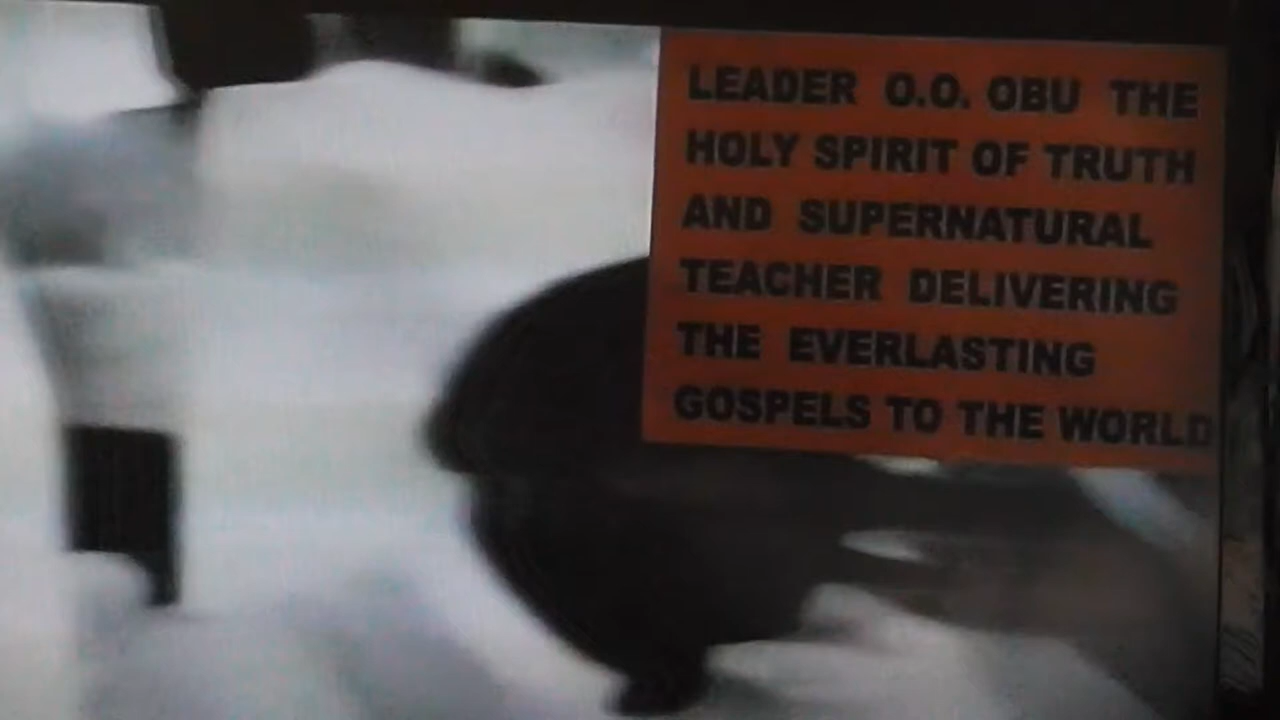 LEADER O.O. OBU THE
HOLY SPIRIT OF TRUTH
AND SUPERNATURAL
TEACHER DELIVERING
THE EVERLASTING
GOSPELS TO THE WORLD